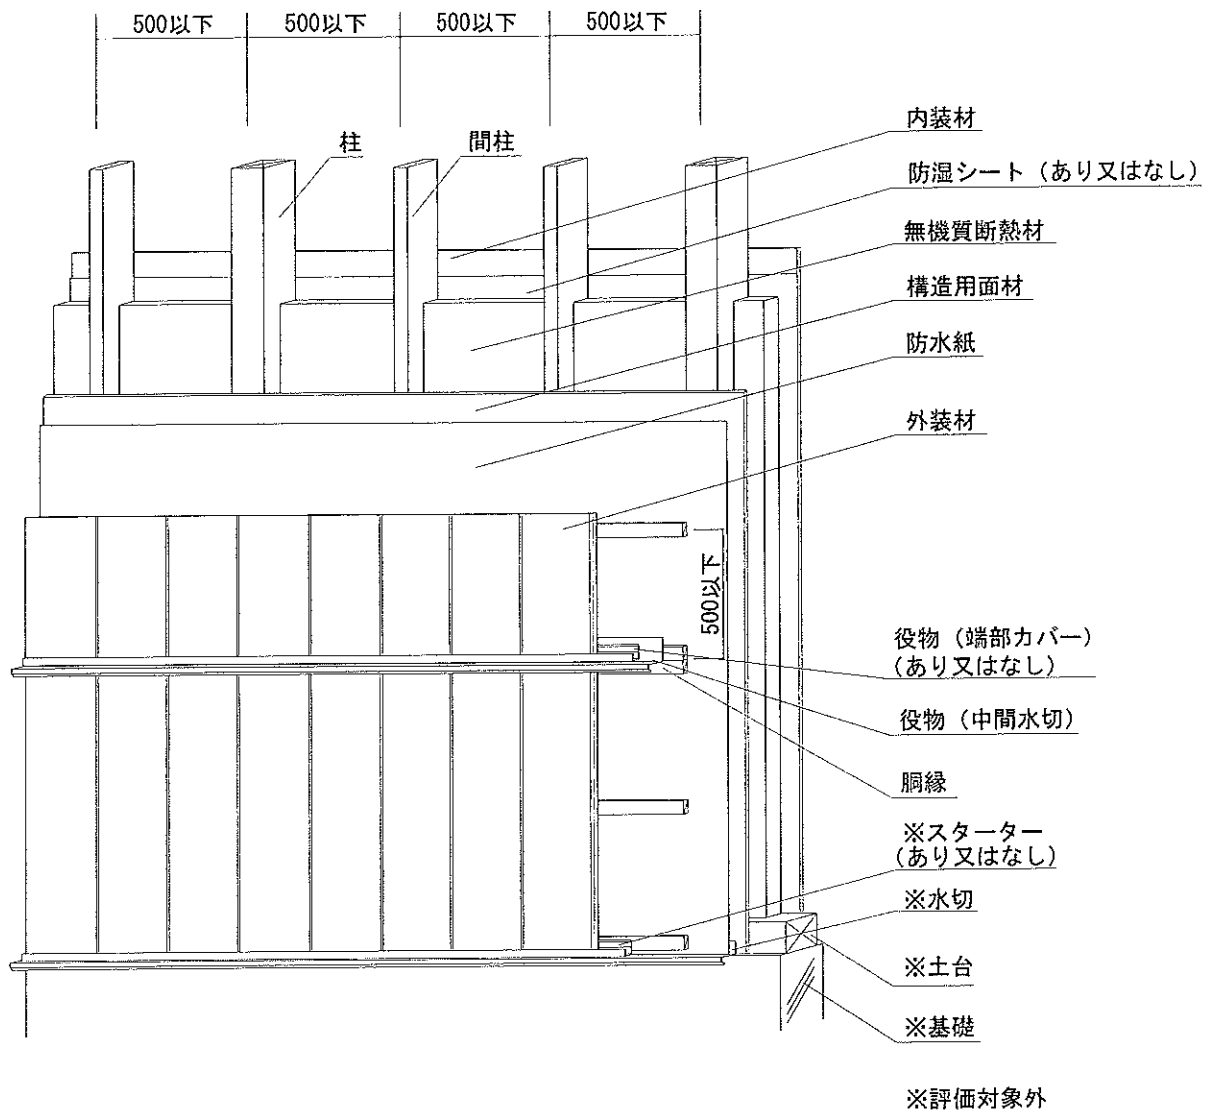 500以下
500以下
500以下
500以下
柱
間柱
内装材
防湿シート（あり又はなし）
無機質断熱材
構造用面材
防水紙
外装材
500以下
役物（端部カバー）
（あり又はなし）
役物（中間水切）
胴縁
※スターター
（あり又はなし）
※水切
※土台
※基礎
※評価対象外